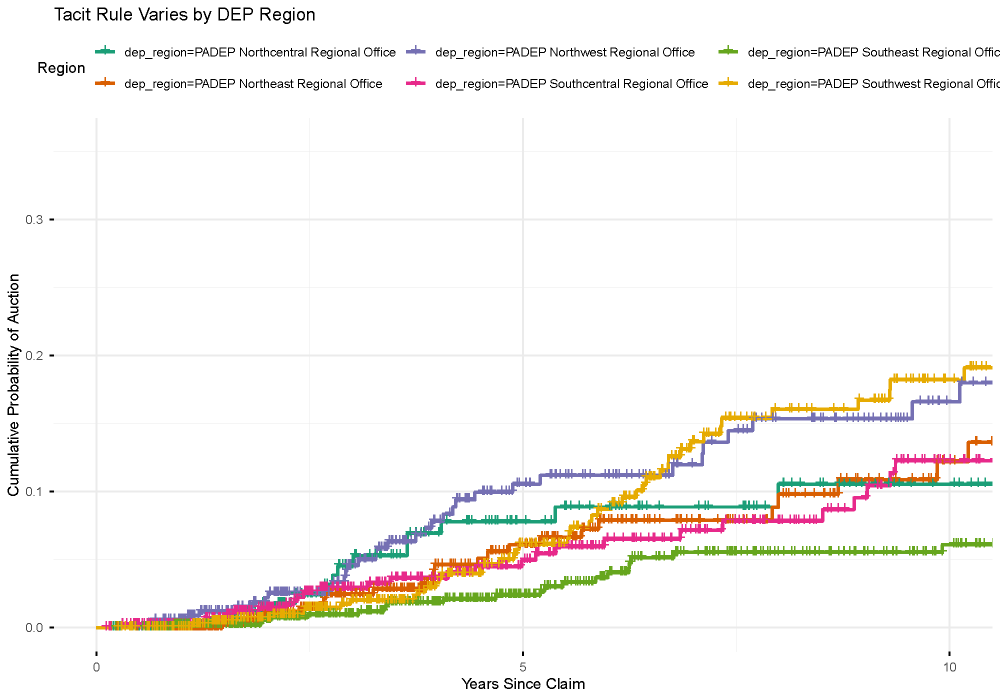 Tacit Rule Varies by DEP Region
Region
dep_region=PADEP Northcentral Regional Office
dep_region=PADEP Northwest Regional Office
dep_region=PADEP Southeast Regional Offic
dep_region=PADEP Northeast Regional Office
dep_region=PADEP Southcentral Regional Office
dep_region=PADEP Southwest Regional Offic
Cumulative Probability of Auction
0.3
0.2
0.1
0.0
0
5
10
Years Since Claim